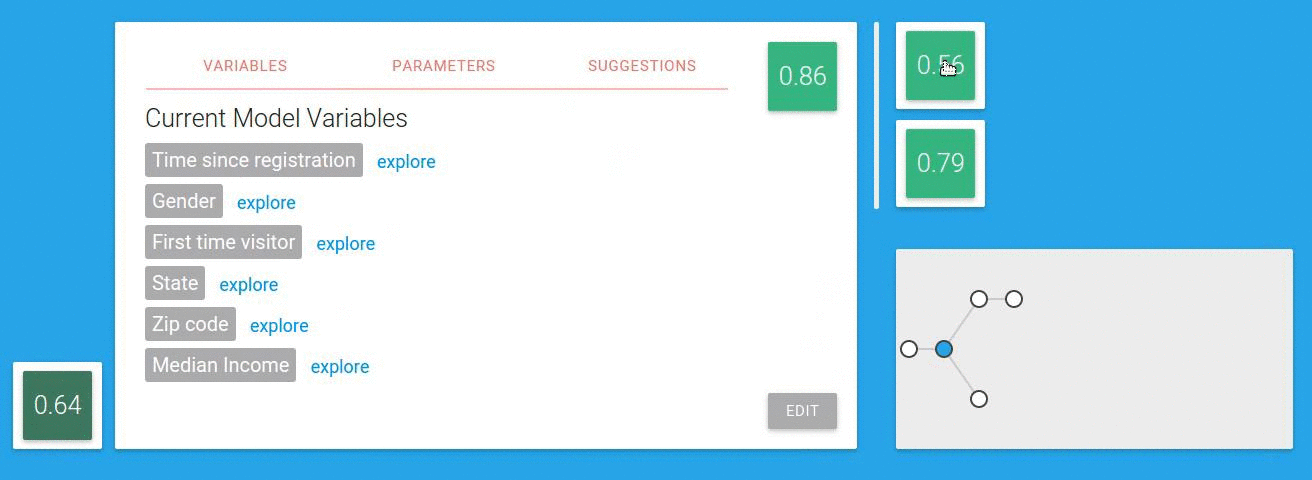 VARIABLES PARAMETERS SUGGESTIONS
0.86
Current Model Variables
Time since registration explore
Gender explore
First time visitor explore
State explore
Zip code explore
Median Income explore
EDIT
0.64
0.56
0.79